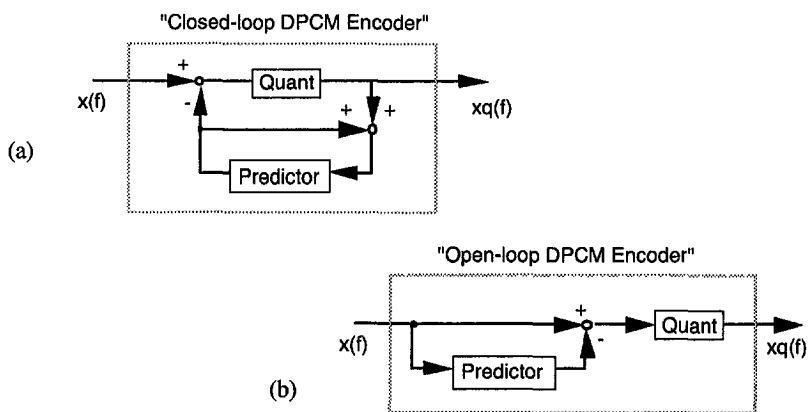 "Closed-loop DPCM Encoder"
+
Quant
x(f)
-
+
+
xq(f)
(a)
Predictor
"Open-loop DPCM Encoder"
+
Quant
x(f)
-
xq(f)
Predictor
(b)